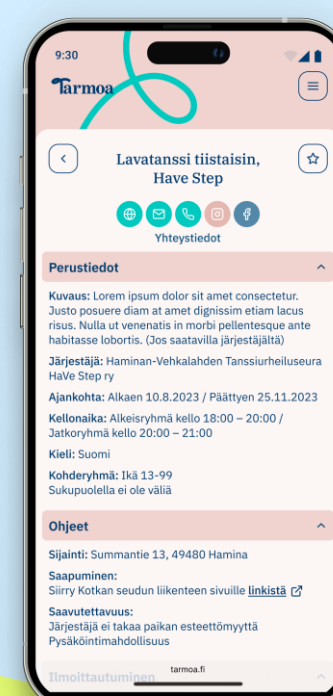 9:30
Tarmoa
Lavatanssi tiistaisin,
Have Step
Yhteystiedot
Perustiedot
Kuvaus: Lorem ipsum dolor sit amet consectetur.
Justo posuere diam at amet dignissim etiam lacus
risus. Nulla ut venenatis in morbi pellentesque ante
habitasse lobortis. (Jos saatavilla järjestäjältä)
Järjestäjä: Haminan-Vehkalahden Tanssiurheiluseura
HaVe Step ry
Ajankohta: Alkaen 10.8.2023 / Päättyen 25.11.2023
Kellonaika: Alkeisryhmä kello 18:00 – 20:00 /
Jatkoryhmä kello 20:00 – 21:00
Kieli: Suomi
Kohderyhmä: Ikä 13-99
Sukupuolella ei ole väliä
Ohjeet
Sijainti: Summantie 13, 49480 Hamina
Saapuminen:
Siirry Kotkan seudun liikenteen sivuille linkistä
Saavutettavuus:
Järjestäjä ei takaa paikan esteettömyyttä
Pysäköintimahdollisuus
Ilmoittautuminen
tarmoa.fi